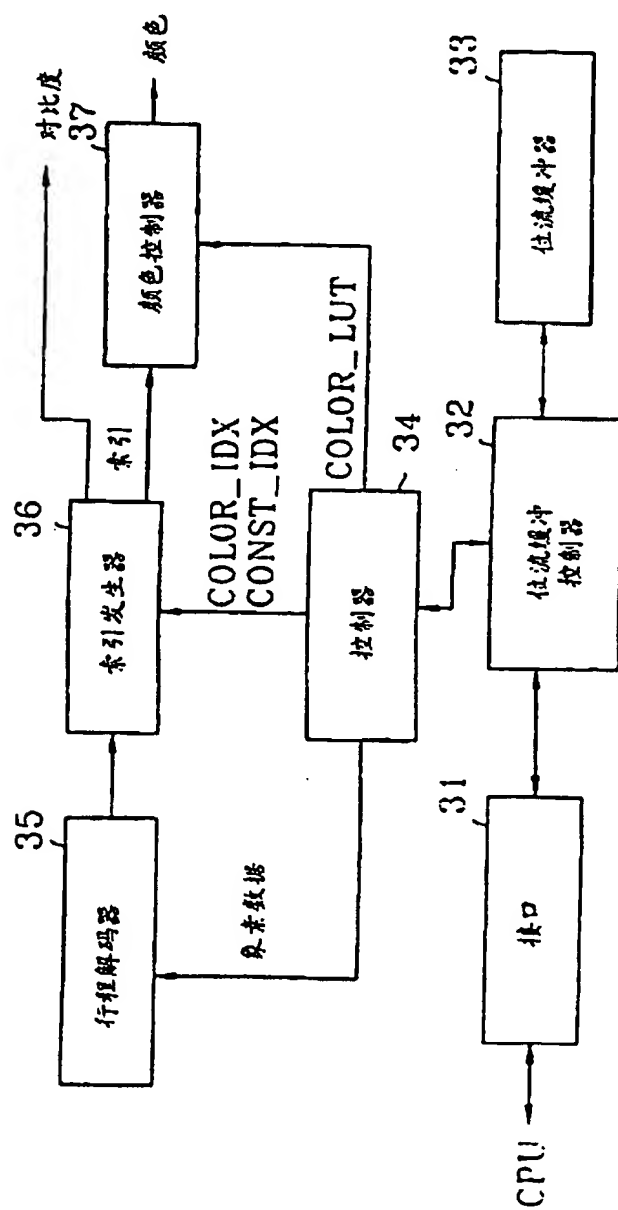 对比度
颜色
37
颜色控制器
36
索引
索引发生器
COLOR_IDX
CONST_IDX
COLOR_LUT
35
行程解码器
象素数据
34
控制器
33
位流缓冲器
32
位流缓冲
控制器
31
接口
CPU